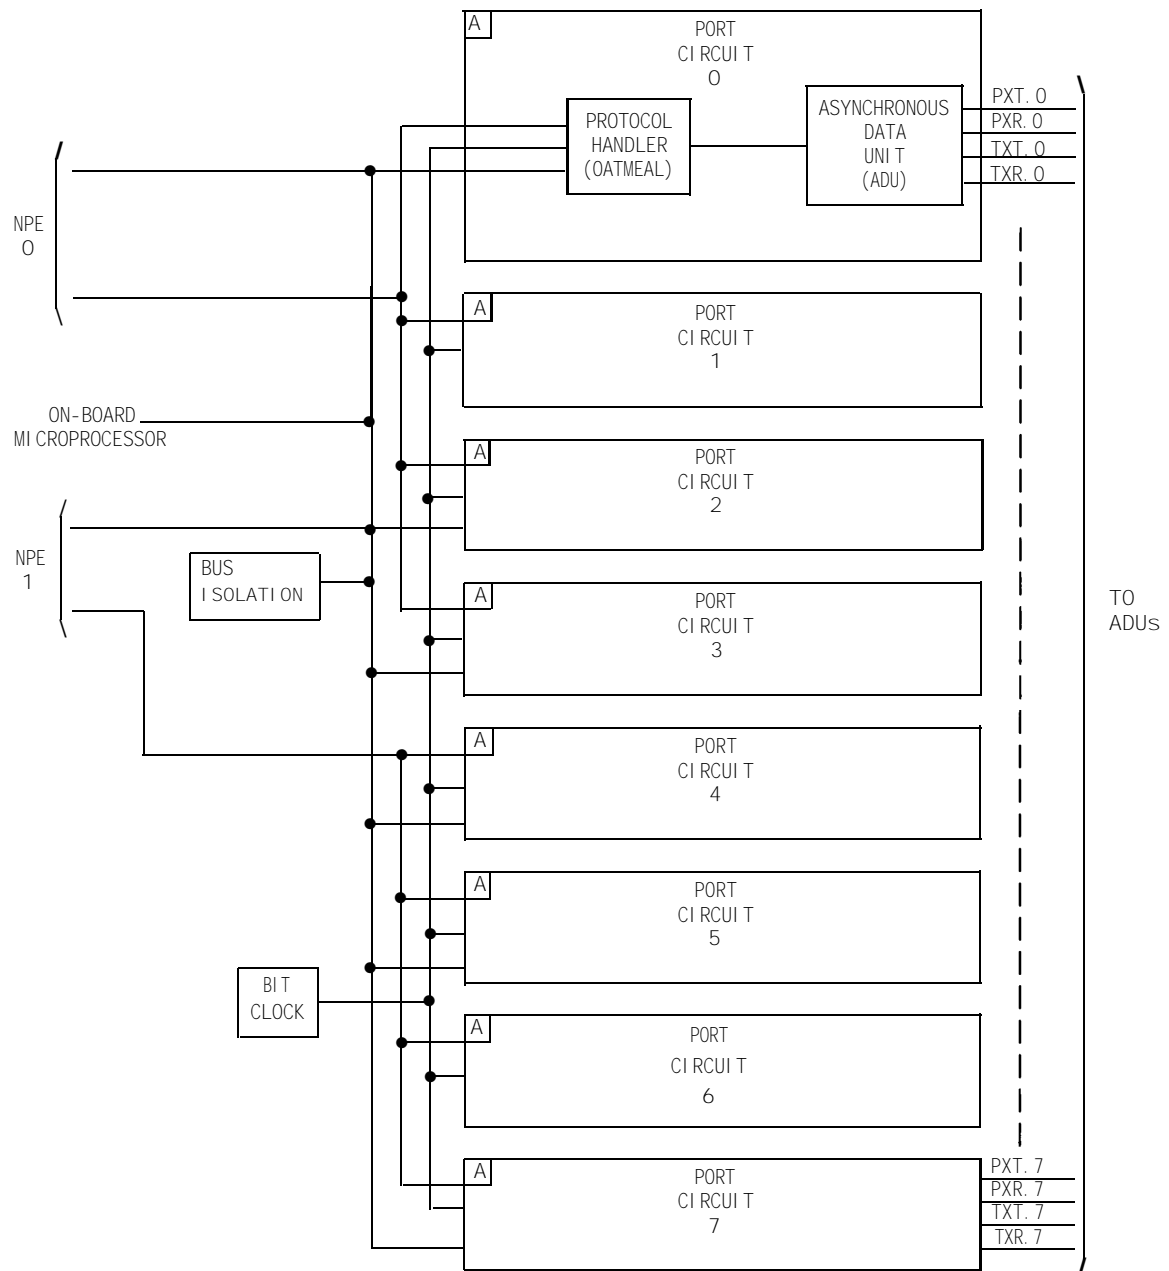 A
PORT
CIRCUIT
0
PROTOCOL
HANDLER
(OATMEAL)
ASYNCHRONOUS
DATA
UNIT
(ADU)
PXT.0
PXR.0
TXT.0
TXR.0
NPE
0
A
PORT
CIRCUIT
1
ON-BOARD
MICROPROCESSOR
A
PORT
CIRCUIT
2
NPE
1
BUS
ISOLATION
A
PORT
CIRCUIT
3
TO
ADUs
A
PORT
CIRCUIT
4
A
PORT
CIRCUIT
5
BIT
CLOCK
A
PORT
CIRCUIT
6
A
PORT
CIRCUIT
7
PXT.7
PXR.7
TXT.7
TXR.7